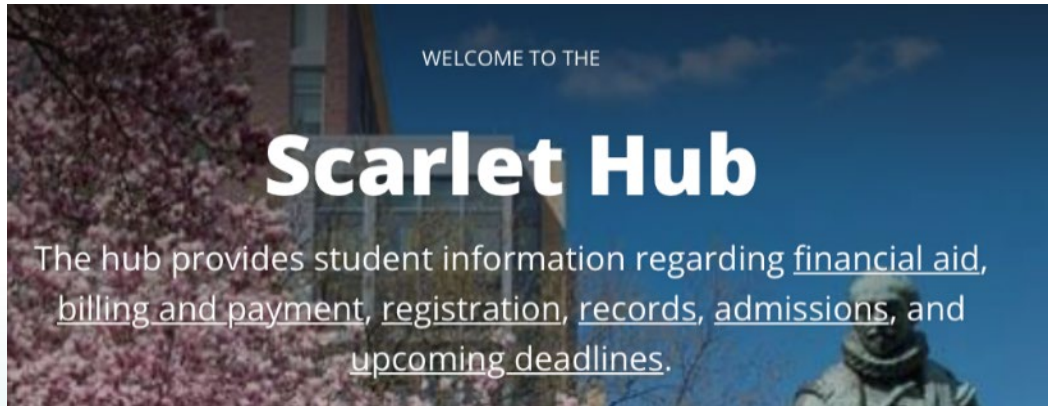 WELCOME TO THE
Scarlet Hub
The hub provides student information regarding financial aid,
billing and payment, registration, records, admissions, and
upcoming deadlines.